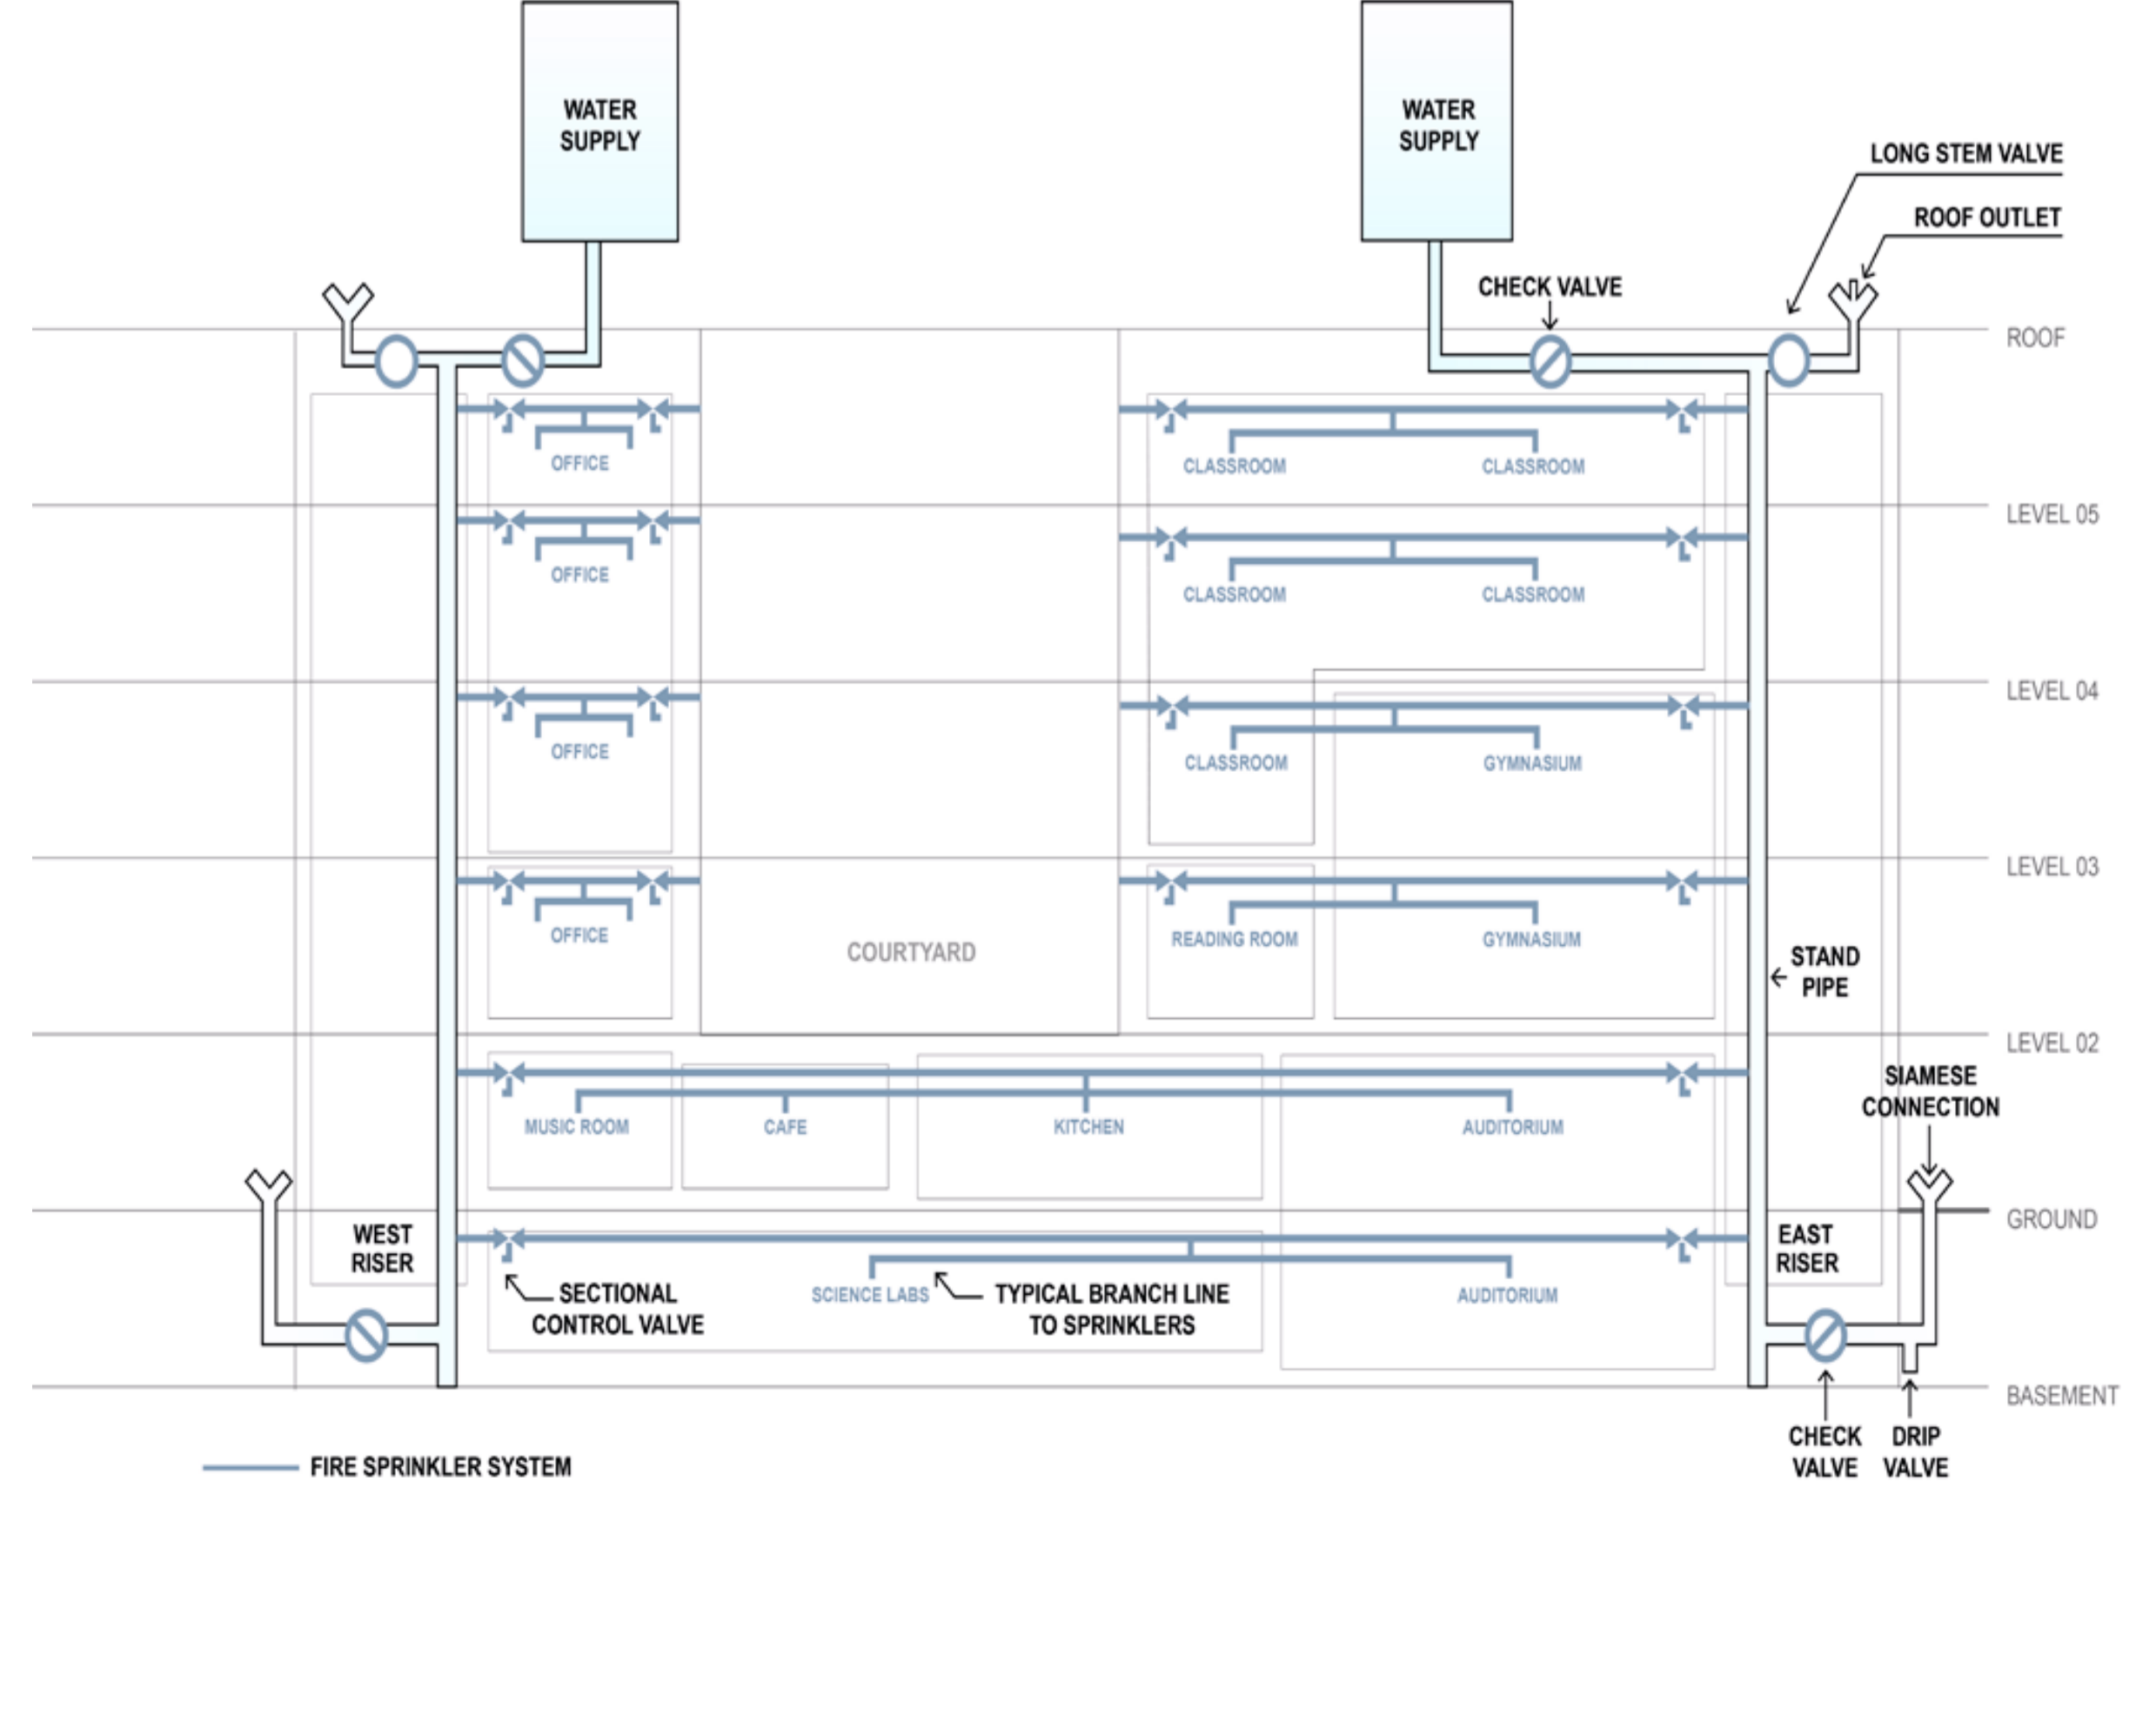 WATER
SUPPLY
WATER
SUPPLY
LONG STEM VALVE
ROOF OUTLET
CHECK VALVE
ROOF
OFFICE
CLASSROOM
CLASSROOM
LEVEL 05
OFFICE
CLASSROOM
CLASSROOM
LEVEL 04
OFFICE
CLASSROOM
GYMNASIUM
LEVEL 03
OFFICE
COURTYARD
READING ROOM
GYMNASIUM
STAND
PIPE
LEVEL 02
SIAMESE
CONNECTION
MUSIC ROOM
CAFE
KITCHEN
AUDITORIUM
GROUND
WEST
RISER
EAST
RISER
SECTIONAL
CONTROL VALVE
SCIENCE LABS
TYPICAL BRANCH LINE
TO SPRINKLERS
AUDITORIUM
BASEMENT
CHECK
VALVE
DRIP
VALVE
FIRE SPRINKLER SYSTEM